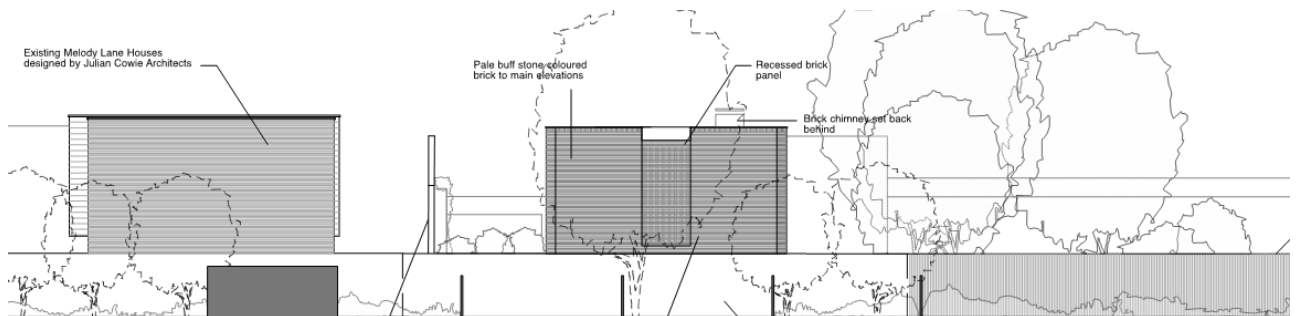 Existing Melody Lane Houses
designed by Julian Cowie Architects
Pale buff stone coloured
brick to main elevations
Recessed brick
panel
Brick chimney set back
behind